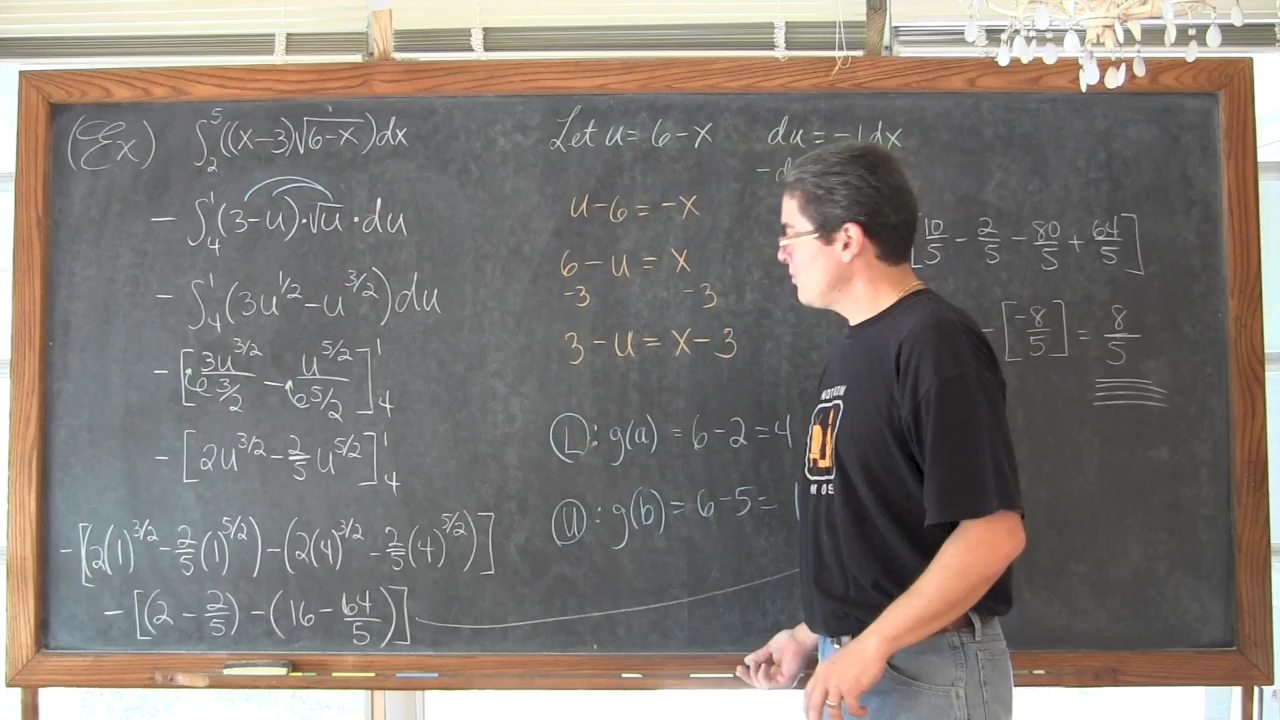 (Ex) ∫₂⁵((x-3)√(6-x))dx
- ∫₄¹(3-u)·√u · du
- ∫₄¹(3u^(1/2) - u^(3/2))du
- [3u^(3/2)/(3/2) - u^(5/2)/(5/2)]₄¹
- [2u^(3/2) - 2/5 u^(5/2)]₄¹
-[(2(1)^(3/2) - 2/5(1)^(5/2)) - (2(4)^(3/2) - 2/5(4)^(5/2))]
- [(2 - 2/5) - (16 - 64/5)]
Let u = 6-x
du = -1dx
u-6 = -x
6-u = x
-3 -3
3-u = x-3
(L): g(a) = 6-2 = 4
(U): g(b) = 6-5 = 1
[10/5 - 2/5 - 80/5 + 64/5]
-[-8/5] = 8/5